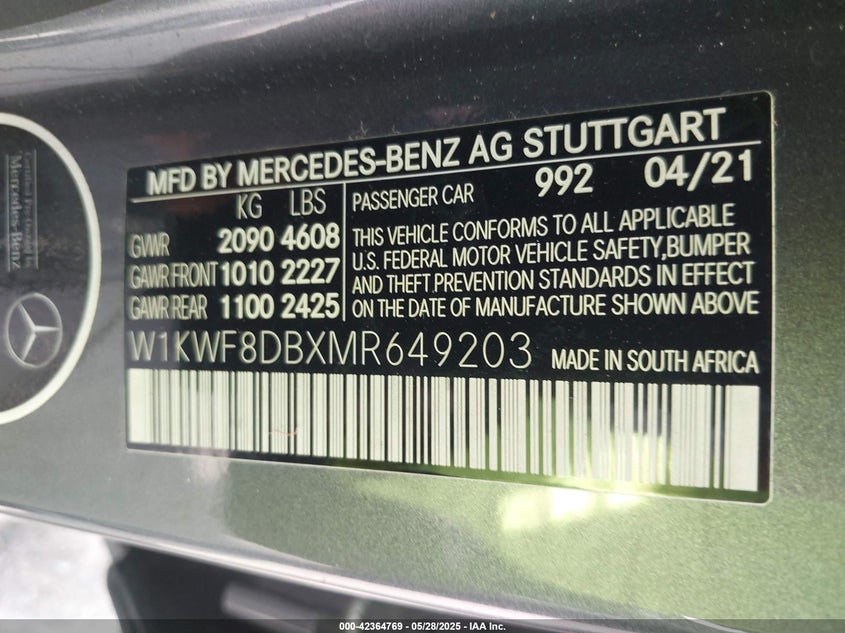 MFD BY MERCEDES-BENZ AG STUTTGART
KG LBS
GVWR 2090 4608
GAWR FRONT 1010 2227
GAWR REAR 1100 2425
PASSENGER CAR 992 04/21
THIS VEHICLE CONFORMS TO ALL APPLICABLE
U.S. FEDERAL MOTOR VEHICLE SAFETY, BUMPER
AND THEFT PREVENTION STANDARDS IN EFFECT
ON THE DATE OF MANUFACTURE SHOWN ABOVE
W1KWF8DBXMR649203 MADE IN SOUTH AFRICA
Mercedes-Benz
000-42364769 | 05/28/2025 - IAA Inc.